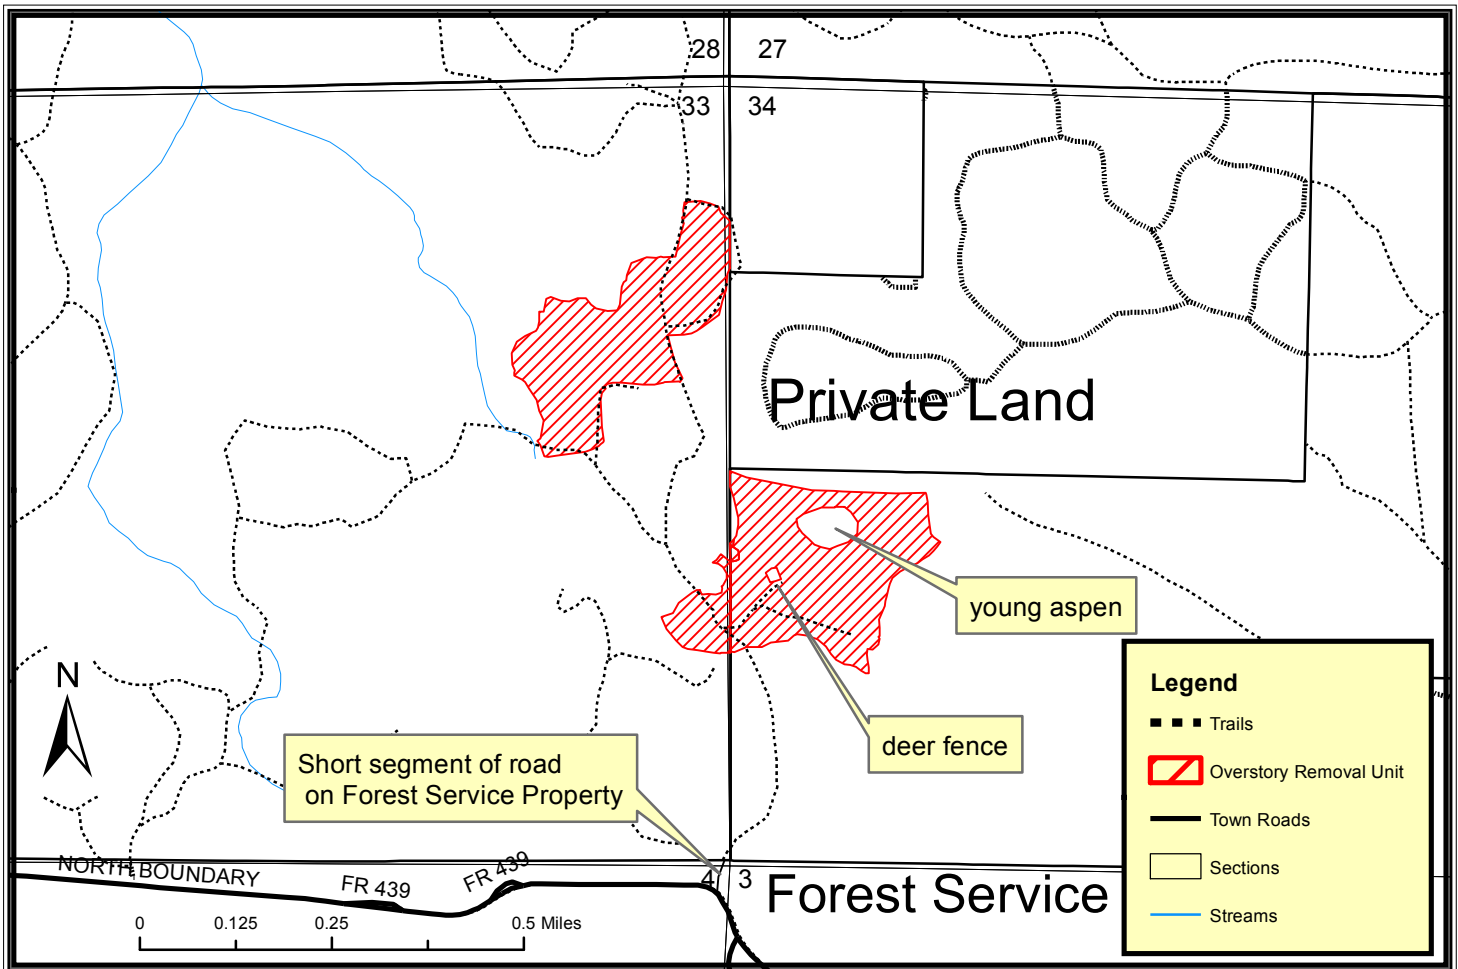 28
27
33
34
Private Land
young aspen
N
deer fence
Short segment of road
on Forest Service Property
Legend
Trails
Overstory Removal Unit
Town Roads
Sections
Streams
NORTH BOUNDARY
FR 439
FR 439
4
3
Forest Service
0
0.125
0.25
0.5 Miles